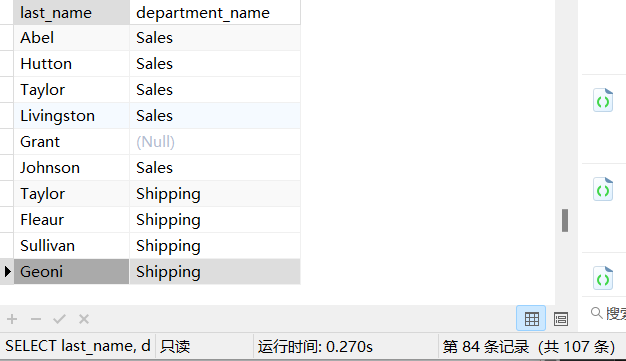 last_name department_name
Abel Sales
Hutton Sales
Taylor Sales
Livingston Sales
Grant (Null)
Johnson Sales
Taylor Shipping
Fleaur Shipping
Sullivan Shipping
Geoni Shipping
搜索
SELECT last_name, d 只读 运行时间: 0.270s 第 84 条记录 (共 107 条)